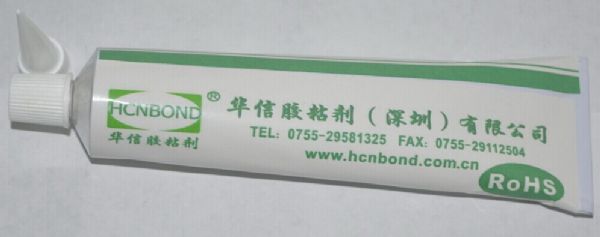 HCNBOND®
华信胶粘剂
华信胶粘剂（深圳）有限公司
TEL: 0755-29581325 FAX: 0755-29112504
www.hcnbond.com.cn
RoHS